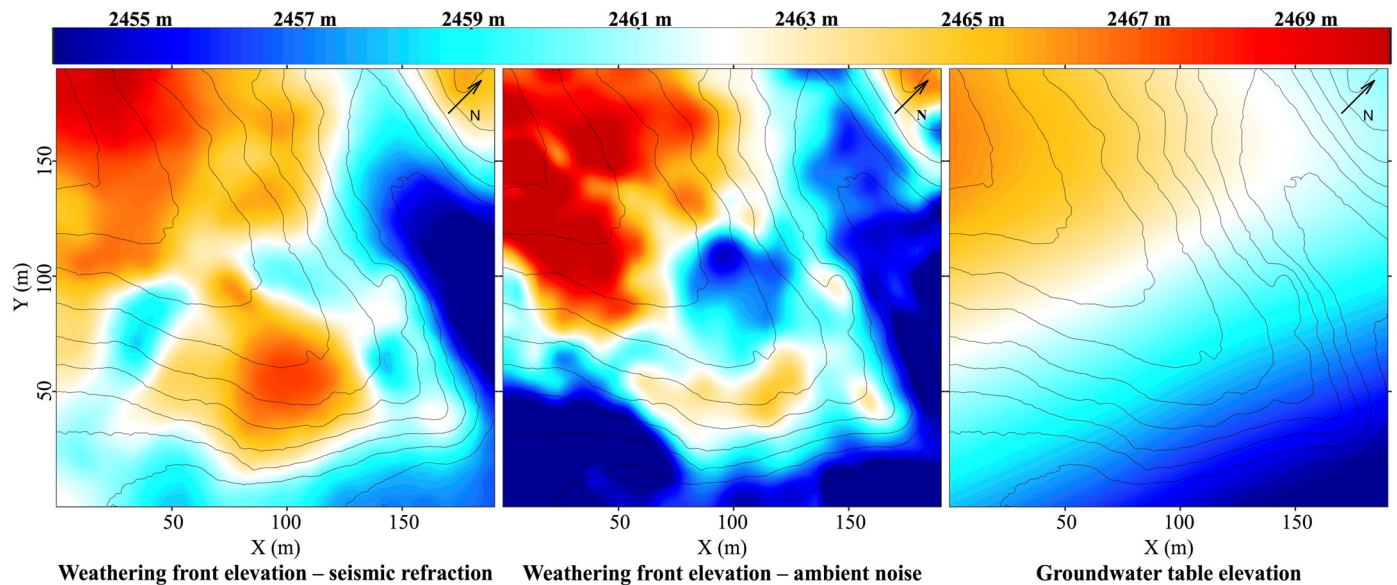 2455 m 2457 m 2459 m 2461 m 2463 m 2465 m 2467 m 2469 m
N N N
150
100
50
Y (m)
50 100 150 50 100 150 50 100 150
X (m) X (m) X (m)
Weathering front elevation – seismic refraction Weathering front elevation – ambient noise Groundwater table elevation